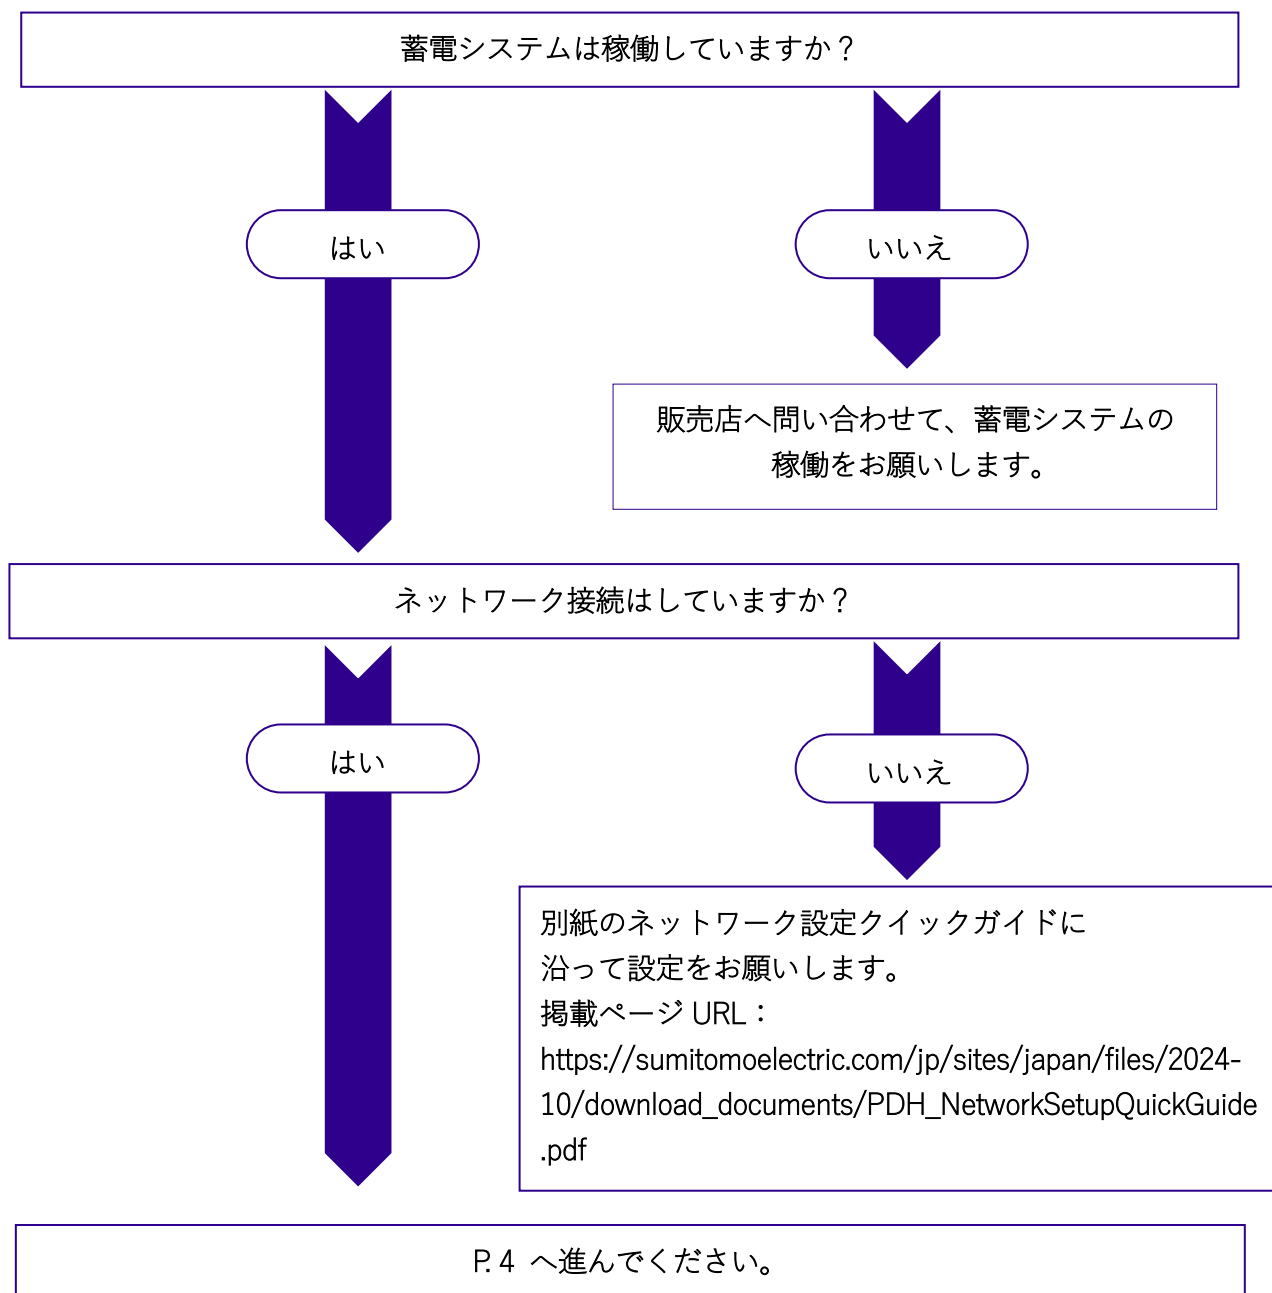 蓄電システムは稼働していますか？
はい
いいえ
販売店へ問い合わせて、蓄電システムの
稼働をお願いします。
ネットワーク接続はしていますか？
はい
いいえ
別紙のネットワーク設定クイックガイドに
沿って設定をお願いします。
掲載ページ URL：
https://sumitomoelectric.com/jp/sites/japan/files/2024-
10/download_documents/PDH_NetworkSetupQuickGuide
.pdf
P. 4 へ進んでください。